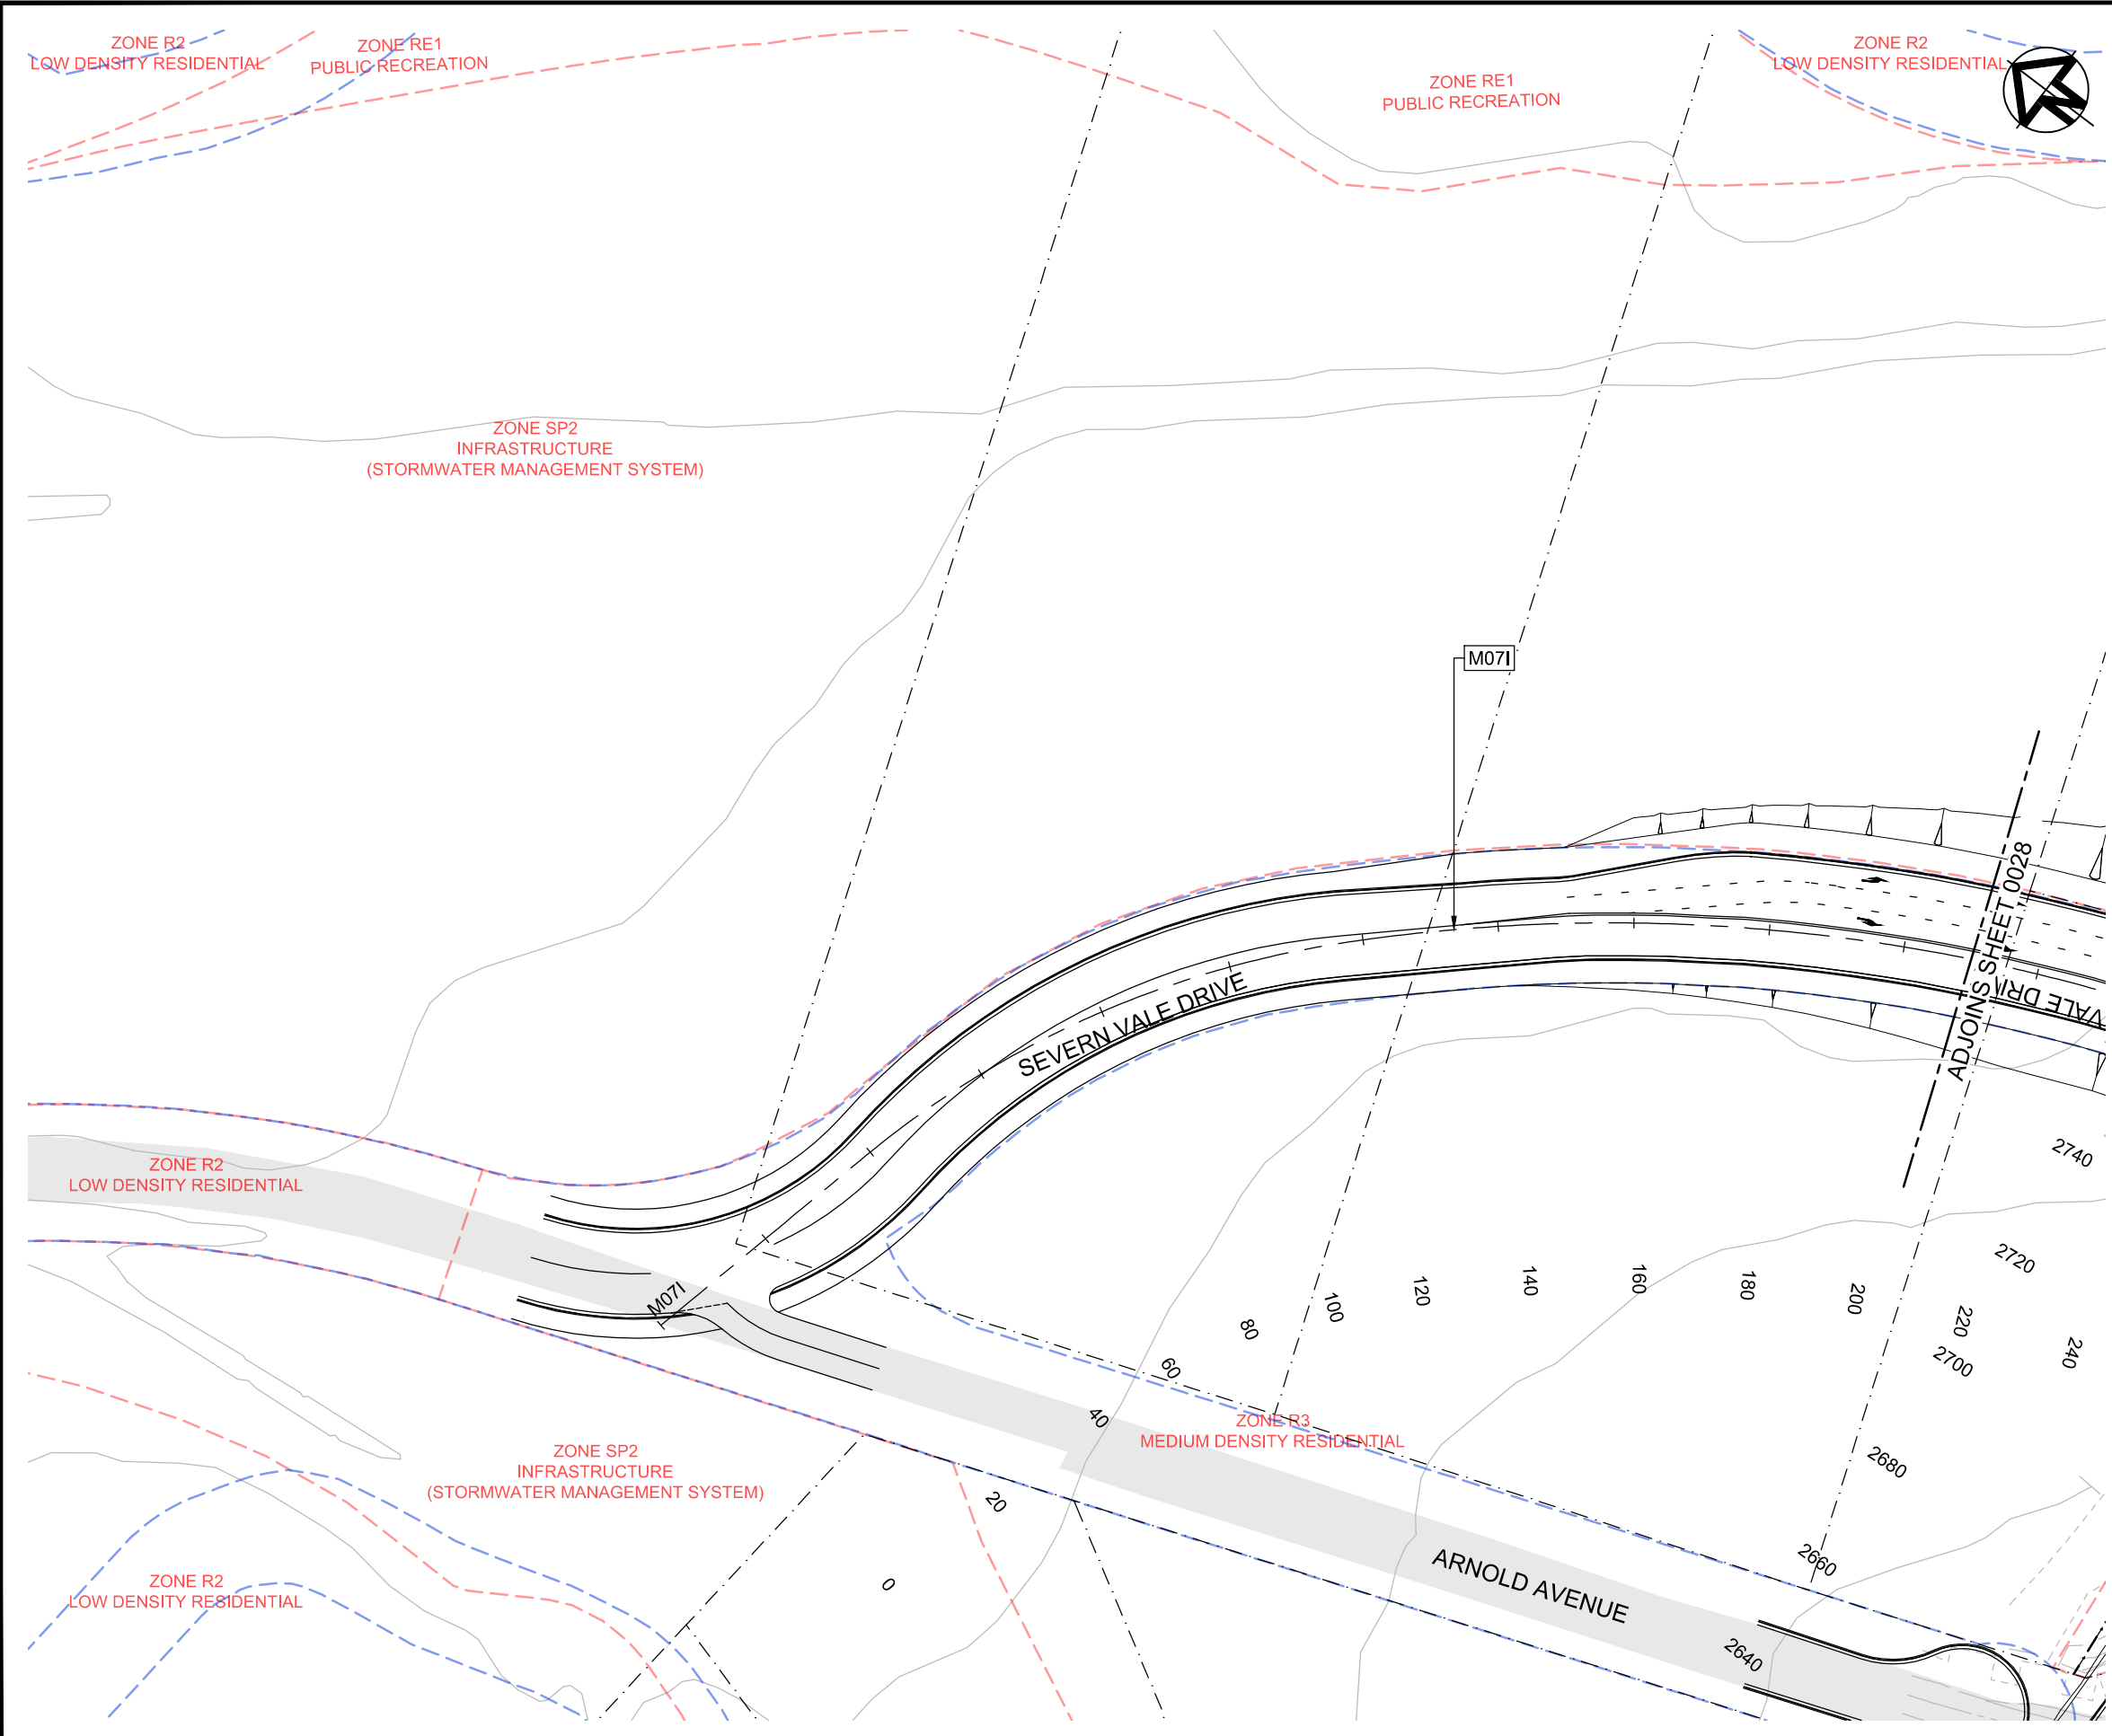 ZONE R2
LOW DENSITY RESIDENTIAL
ZONE RE1
PUBLIC RECREATION
ZONE RE1
PUBLIC RECREATION
ZONE R2
LOW DENSITY RESIDENTIAL
ZONE SP2
INFRASTRUCTURE
(STORMWATER MANAGEMENT SYSTEM)
M07I
SEVERN VALE DRIVE
ADJOINS SHEET 0028
VALE DRI
ZONE R2
LOW DENSITY RESIDENTIAL
M07I
2740
2720
2700
2680
2660
2640
0
20
40
60
80
100
120
140
160
180
200
220
240
ZONE R3
MEDIUM DENSITY RESIDENTIAL
ZONE SP2
INFRASTRUCTURE
(STORMWATER MANAGEMENT SYSTEM)
ARNOLD AVENUE
ZONE R2
LOW DENSITY RESIDENTIAL